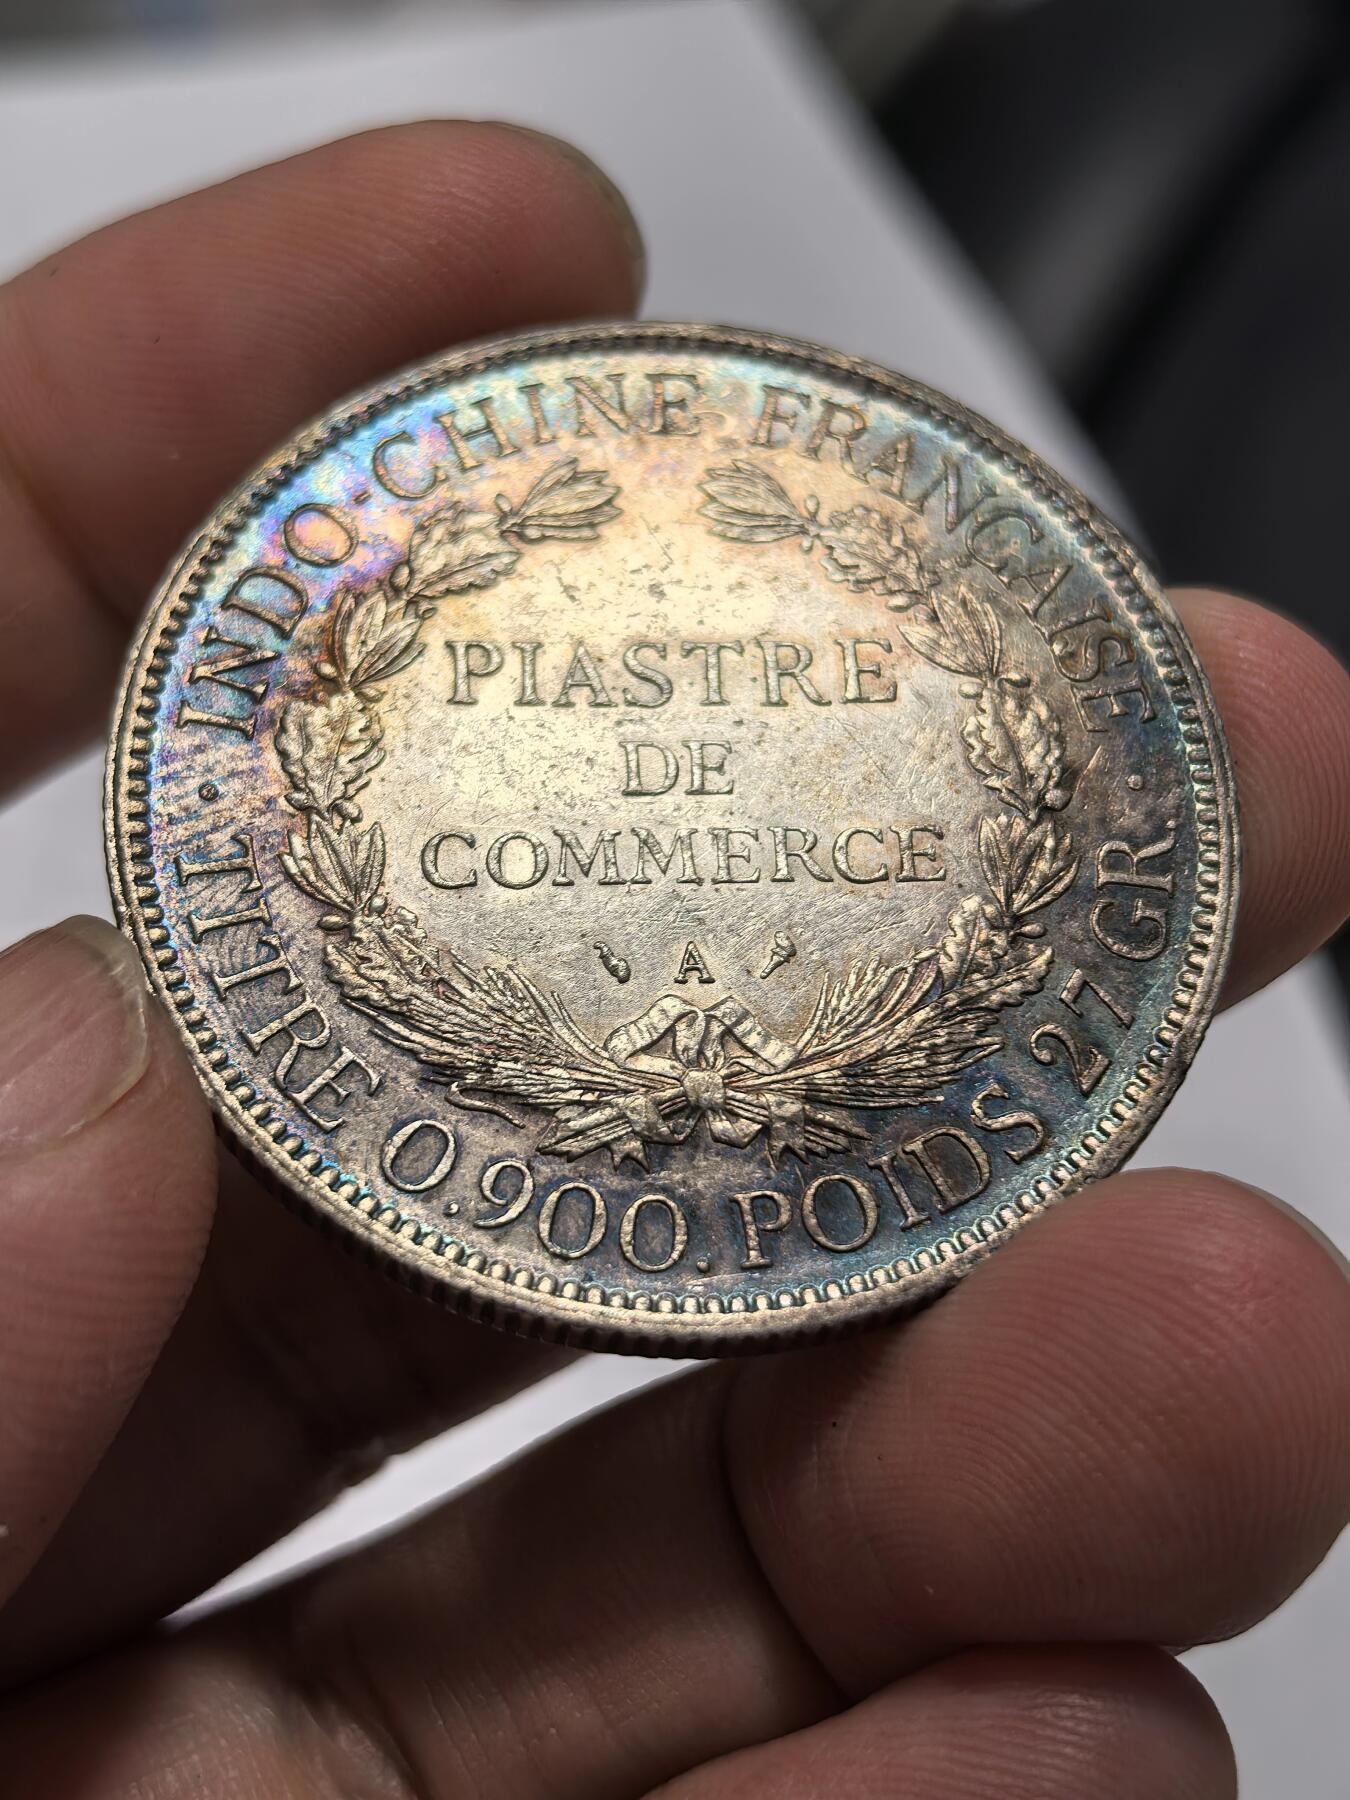 INDO-CHINE FRANÇAISE
PIASTRE
DE
COMMERCE
A
TITRE 0.900. POIDS 27 GR.